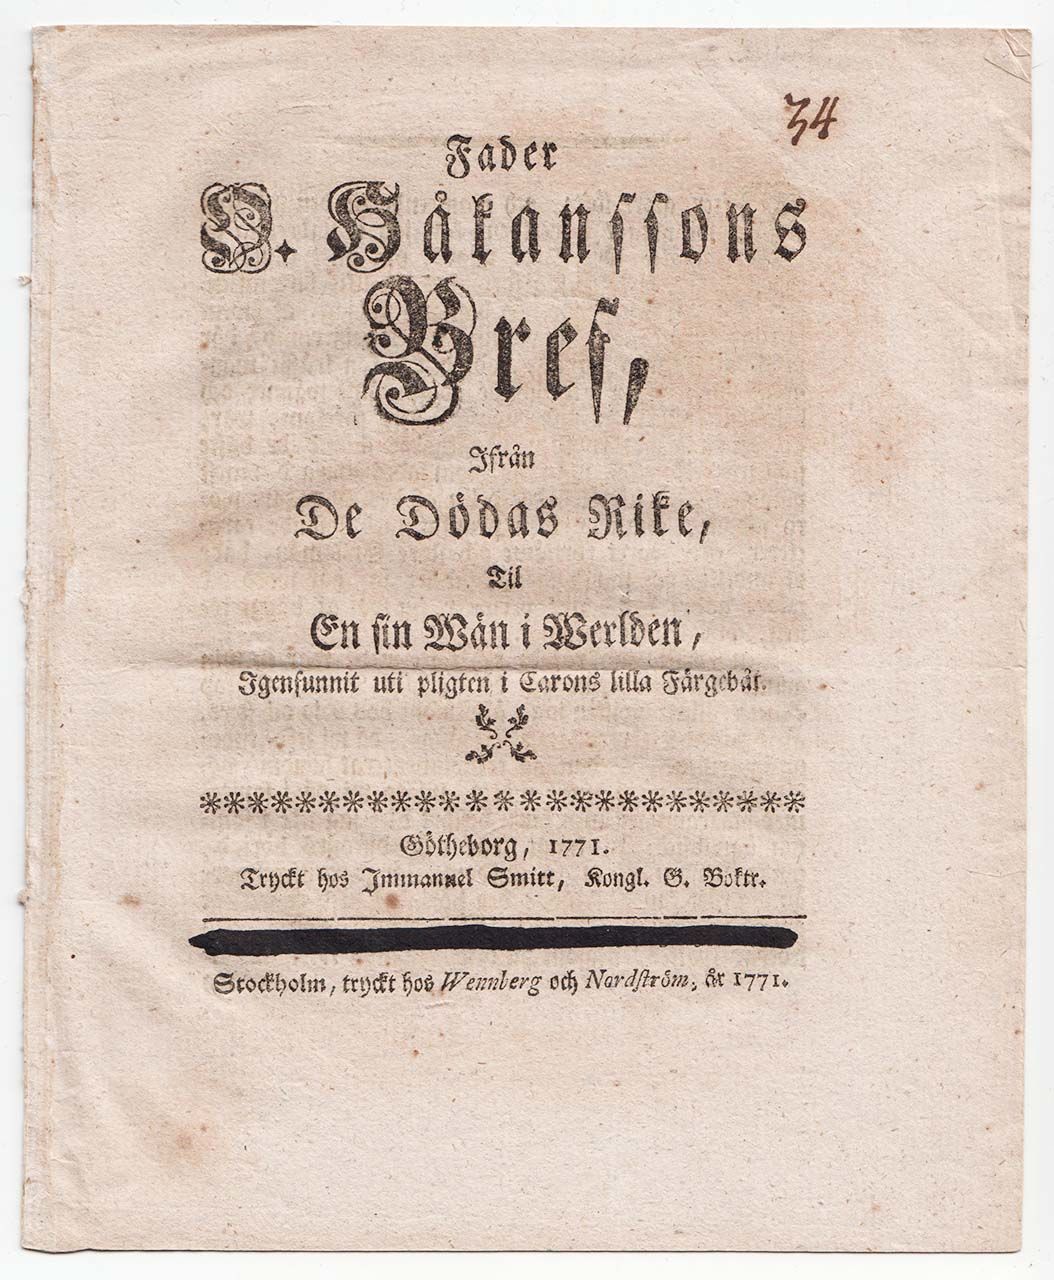 34
Fader
O. Håkanssons
Bref,
Ifrån
De Dödas Rike,
Til
En sin Wän i Werlden,
Igenfunnit uti pligten i Carons lilla Färgebåt.
Götheborg, 1771.
Tryckt hos Immanuel Smitt, Kongl. G. Boktr.
Stockholm, tryckt hos Wennberg och Nordström, år 1771.